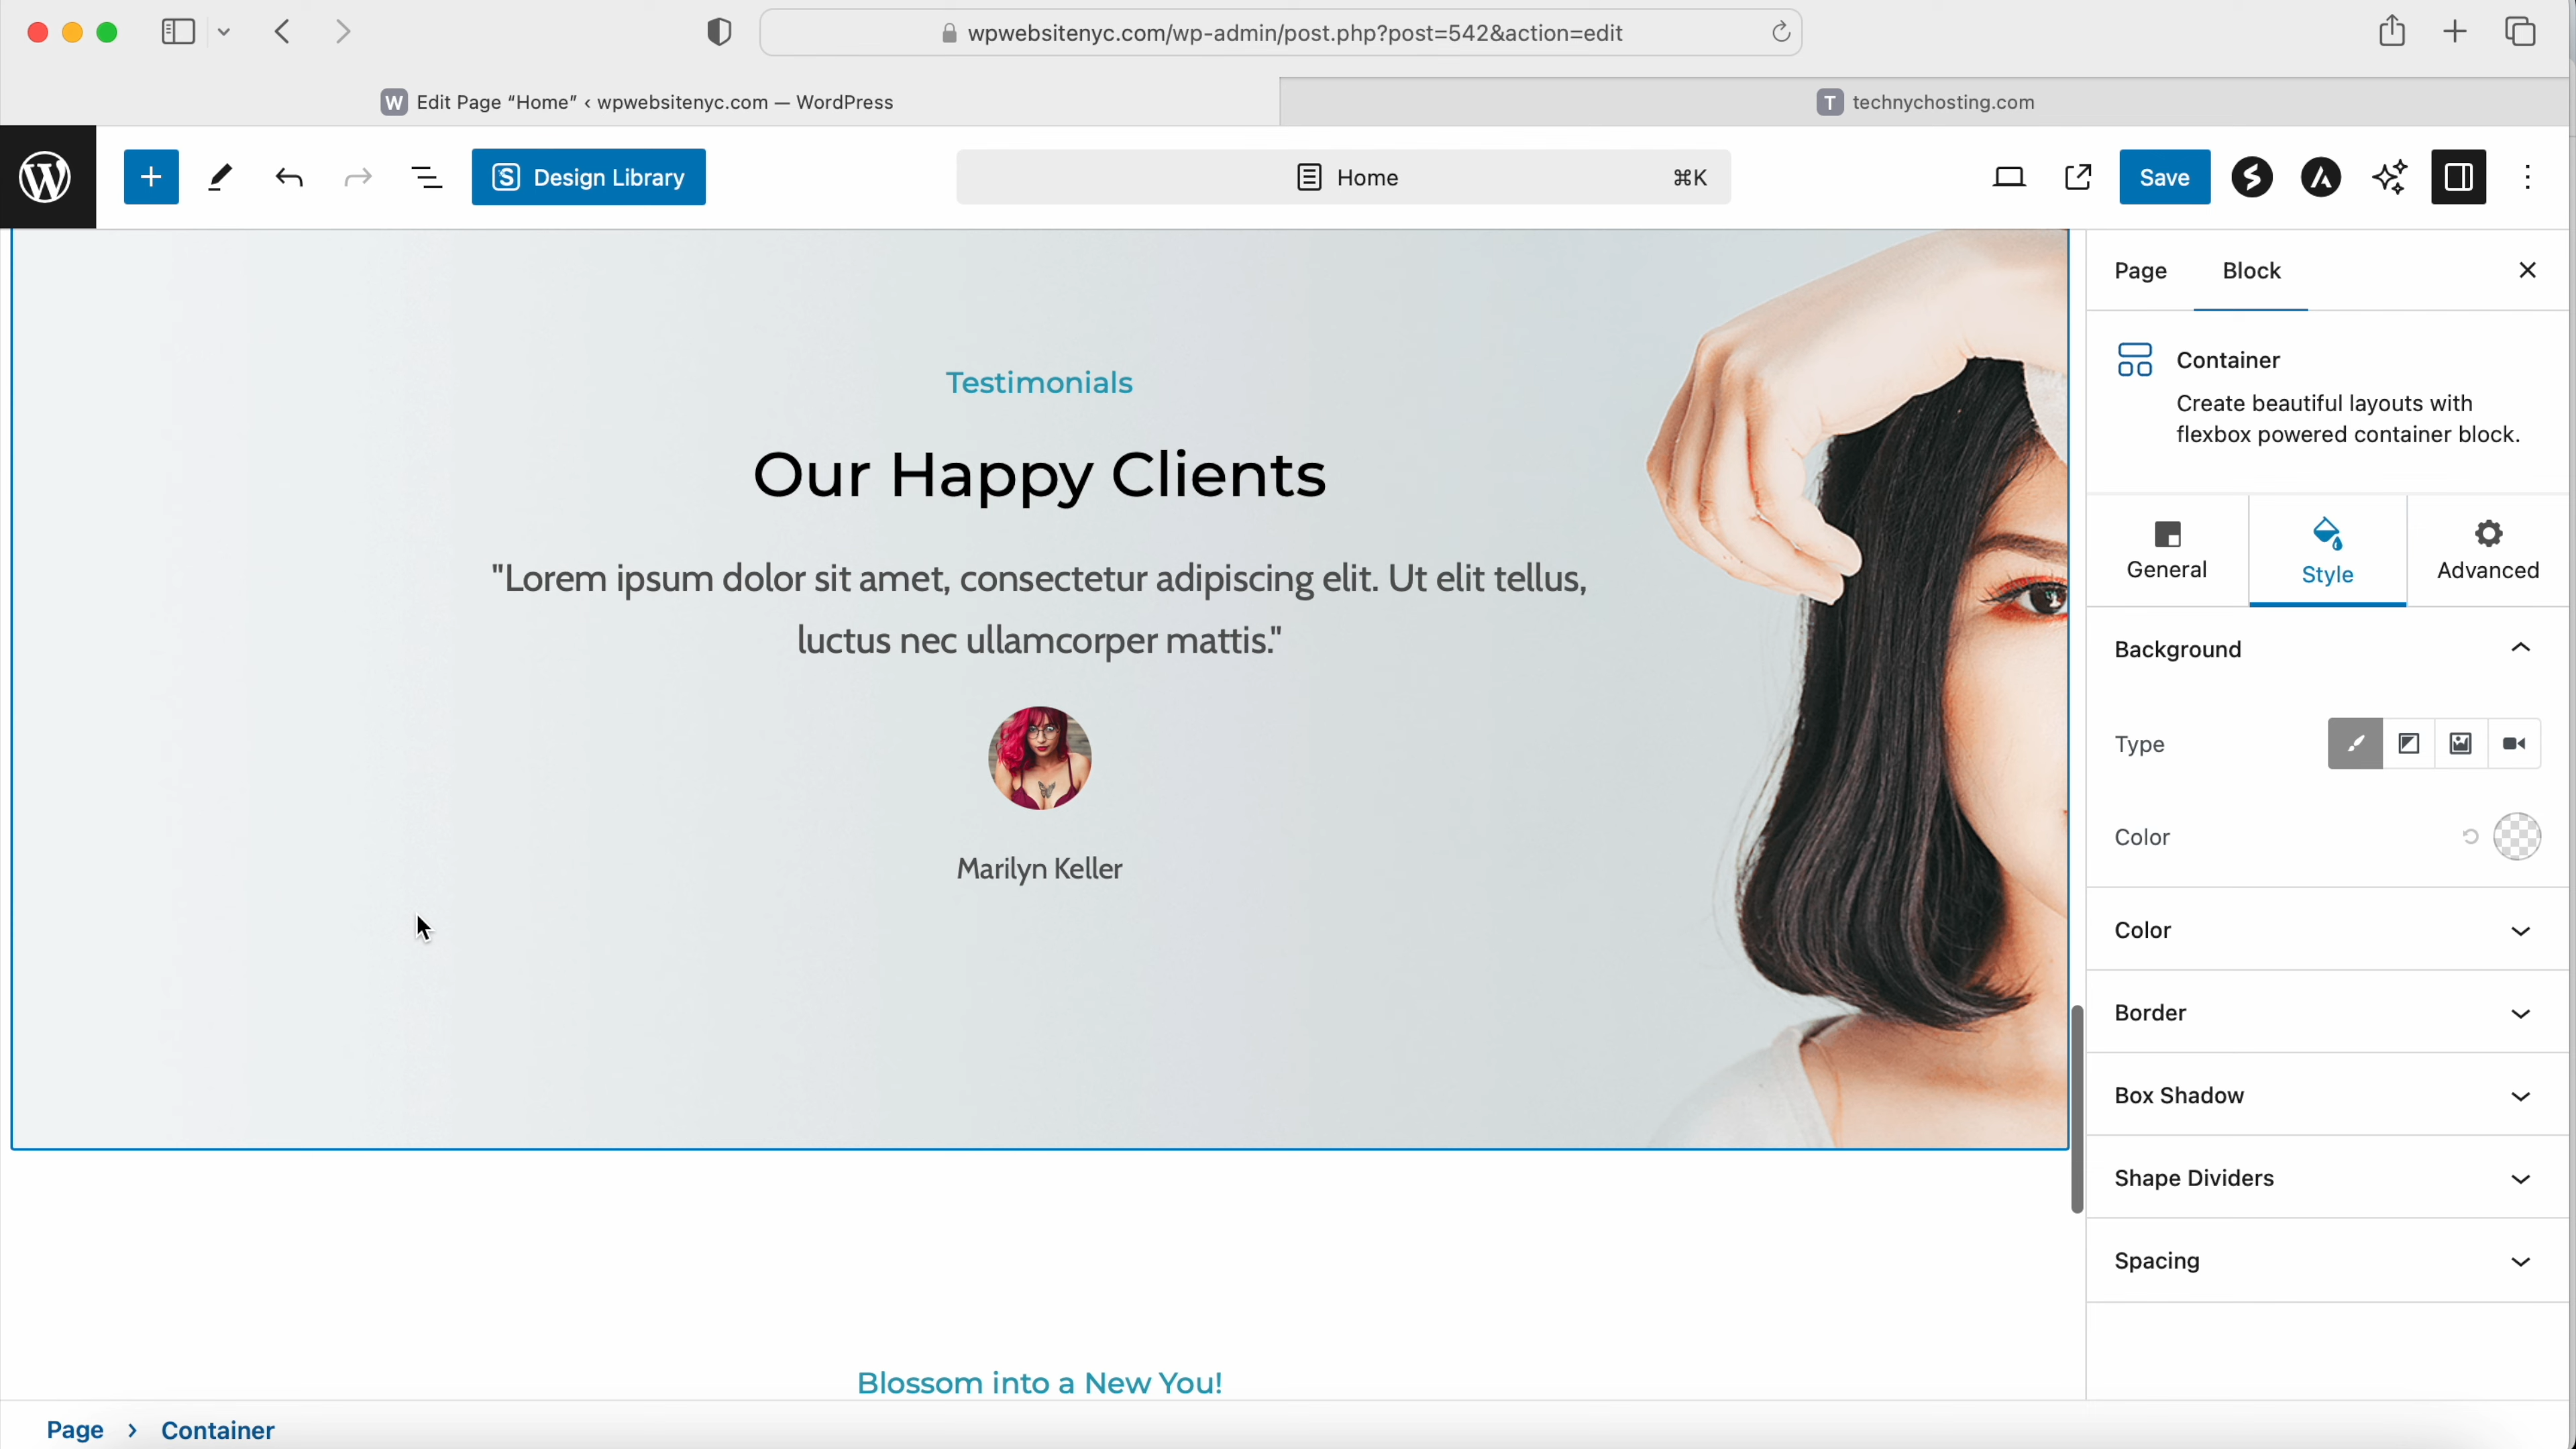 wpwebsitenyc.com/wp-admin/post.php?post=542&action=edit
W Edit Page “Home” ‹ wpwebsitenyc.com — WordPress
T technychosting.com
Design Library
Home ⌘K
Save
Page Block
Container
Create beautiful layouts with
flexbox powered container block.
General Style Advanced
Background
Type
Color
Color
Border
Box Shadow
Shape Dividers
Spacing
Testimonials
Our Happy Clients
"Lorem ipsum dolor sit amet, consectetur adipiscing elit. Ut elit tellus,
luctus nec ullamcorper mattis."
Marilyn Keller
Blossom into a New You!
Page › Container